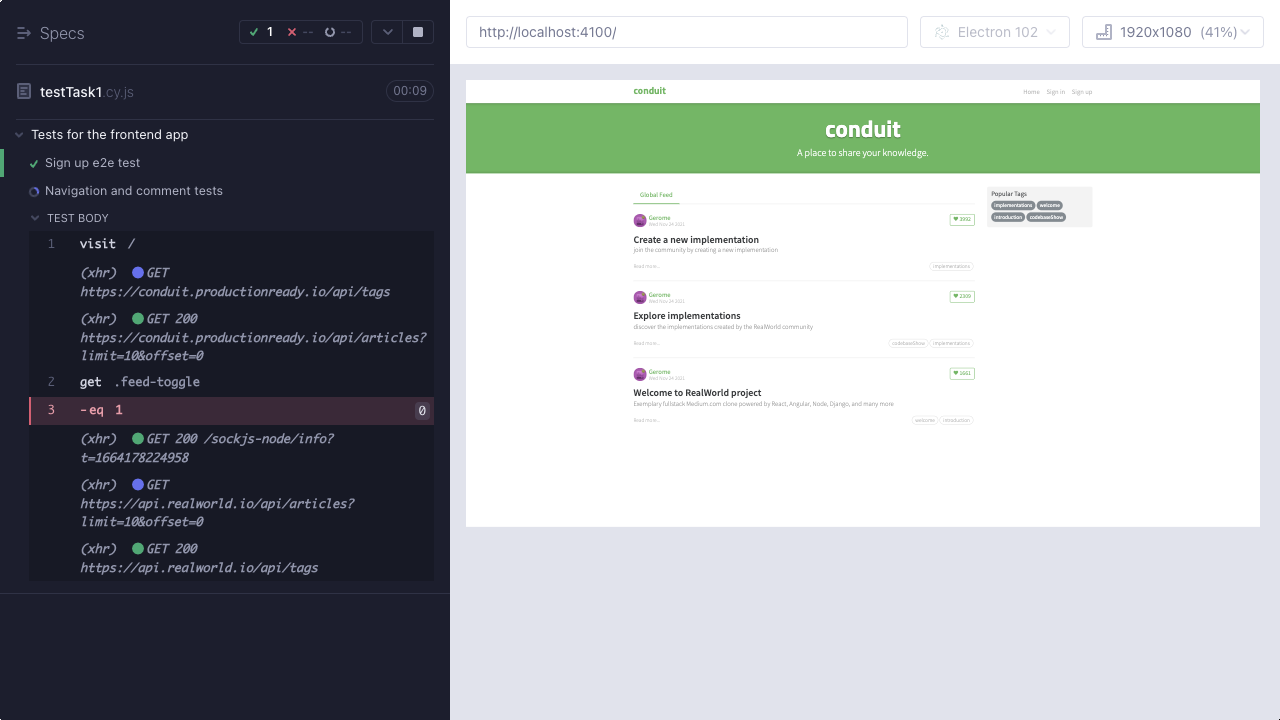 Specs
1
--
--
testTask1.cy.js
00:09
Tests for the frontend app
Sign up e2e test
Navigation and comment tests
TEST BODY
1 visit /
(xhr) GET
https://conduit.productionready.io/api/tags
(xhr) GET 200
https://conduit.productionready.io/api/articles?
limit=10&offset=0
2 get .feed-toggle
0
(xhr) GET 200 /sockjs-node/info?
t=1664178224958
(xhr) GET
https://api.realworld.io/api/articles?
limit=10&offset=0
(xhr) GET 200
https://api.realworld.io/api/tags
http://localhost:4100/
Electron 102
1920x1080 (41%)
conduit
Home Sign in Sign up
conduit
A place to share your knowledge.
Global Feed
Gerome
Wed Nov 24 2021
Create a new implementation
join the community by creating a new implementation
Read more...
implementations
Gerome
Wed Nov 24 2021
2309
Explore implementations
discover the implementations created by the RealWorld community
Read more...
codebaseShow implementations
Gerome
Wed Nov 24 2021
Welcome to RealWorld project
Exemplary fullstack Medium.com clone powered by React, Angular, Node, Django, and many more
Read more...
welcome introduction
Popular Tags
implementations welcome
introduction codebaseShow